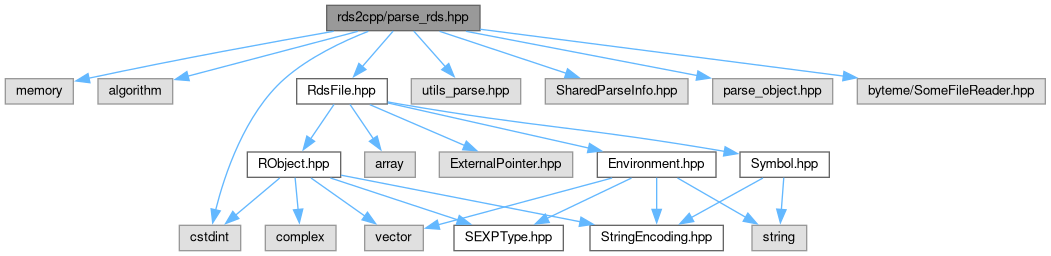 rds2cpp/parse_rds.hpp
memory
algorithm
RdsFile.hpp
utils_parse.hpp
SharedParseInfo.hpp
parse_object.hpp
byteme/SomeFileReader.hpp
RObject.hpp
array
ExternalPointer.hpp
Environment.hpp
Symbol.hpp
cstdint
complex
vector
SEXPType.hpp
StringEncoding.hpp
string